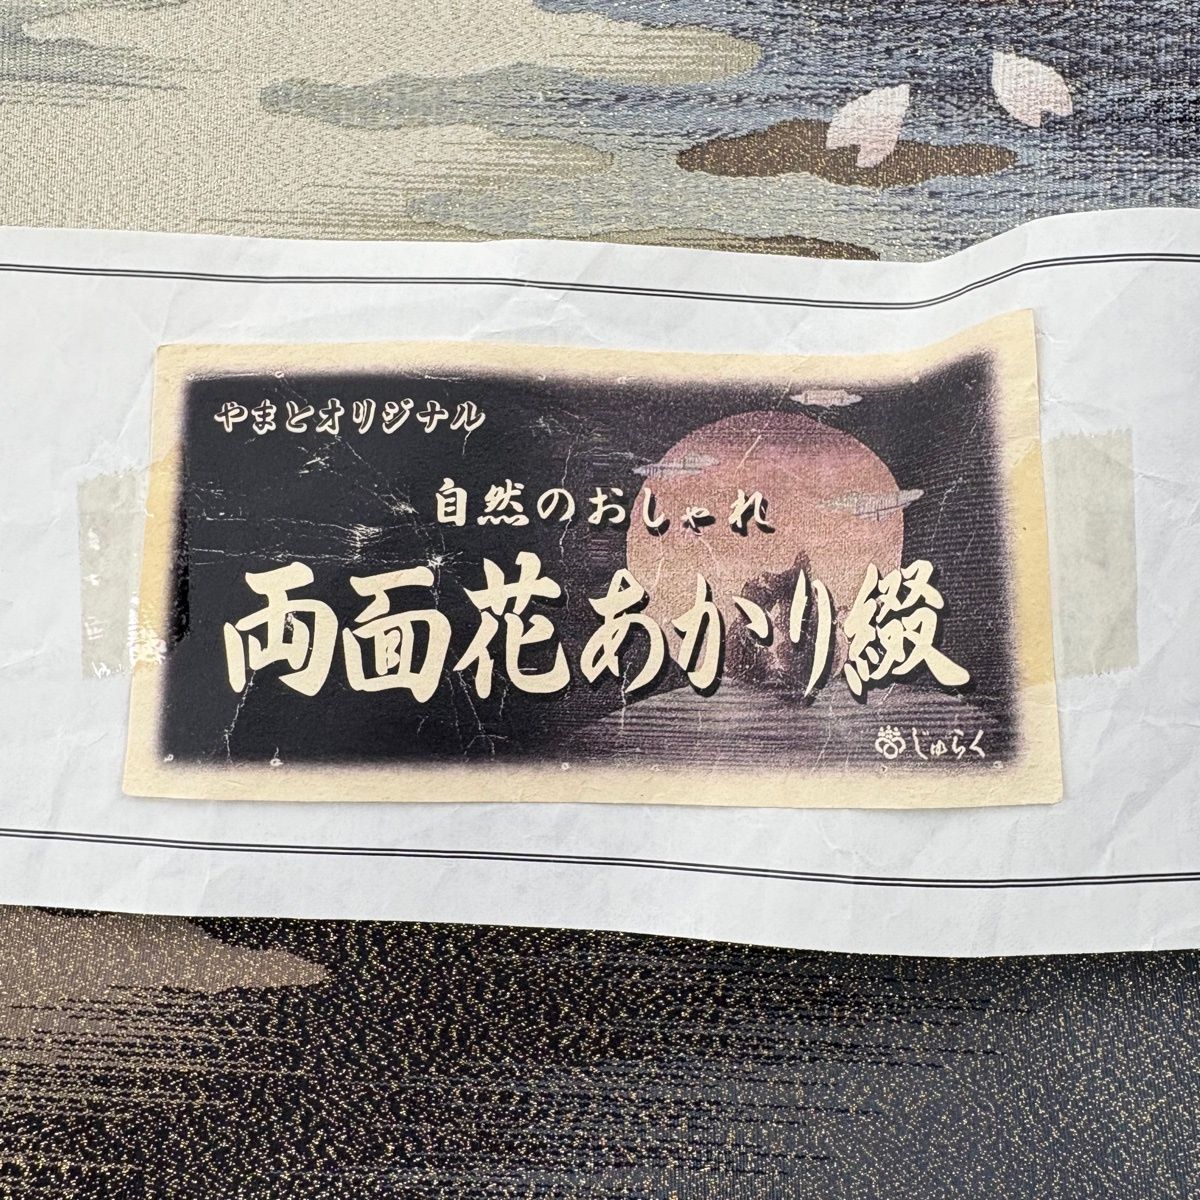 やまとオリジナル
自然のおしゃれ
両面花あかり綴
じゅらく